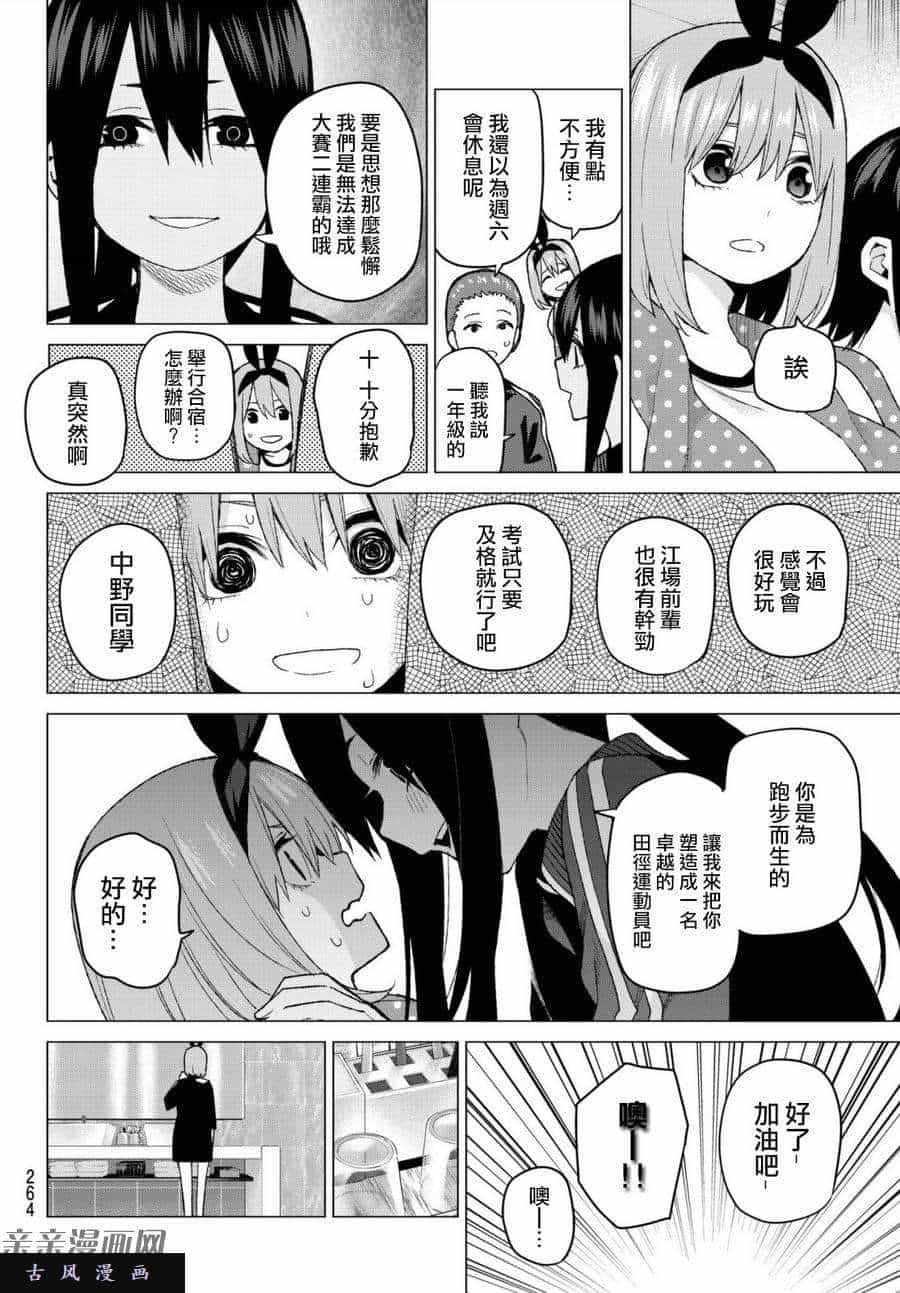 誒
我有點
不方便…
我還以為週六
會休息呢
聽我說
一年級的
要是思想那麼鬆懈
我們是無法達成
大賽二連霸的哦
十 十分抱歉
舉行合宿…
怎麼辦啊?
真突然啊
不過
感覺會
很好玩
江場前輩
也很有幹勁
考試只要
及格就行了吧
中野同學
你是為
跑步而生的
讓我來把你
塑造成一名
卓越的
田徑運動員吧
好…
好的…
好了-
加油吧-
噢—!!
噢—…
264
亲亲漫画网
古风漫画